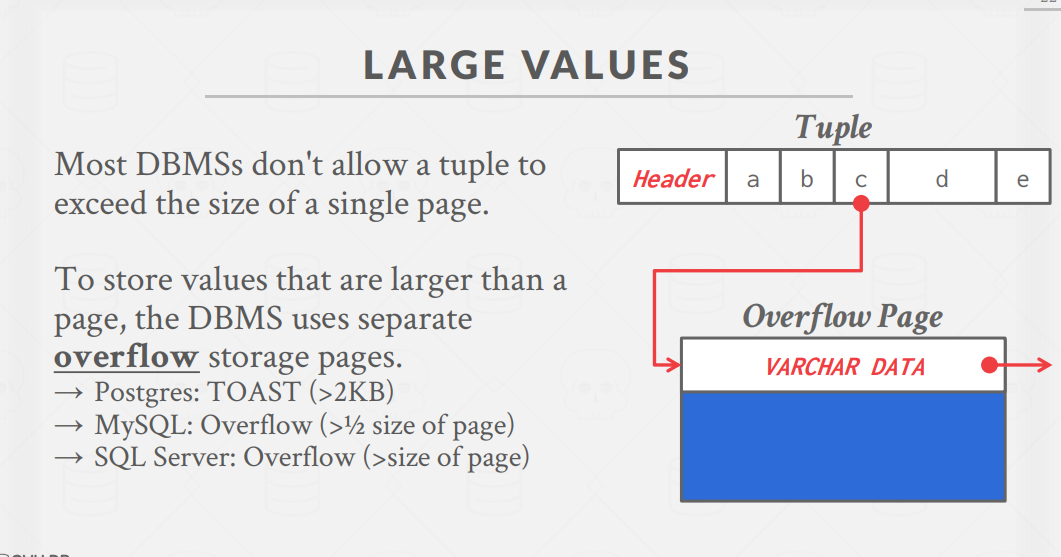 LARGE VALUES
Most DBMSs don't allow a tuple to
exceed the size of a single page.
To store values that are larger than a
page, the DBMS uses separate
overflow storage pages.
→ Postgres: TOAST (>2KB)
→ MySQL: Overflow (>½ size of page)
→ SQL Server: Overflow (>size of page)
Tuple
Header a b c d e
Overflow Page
VARCHAR DATA